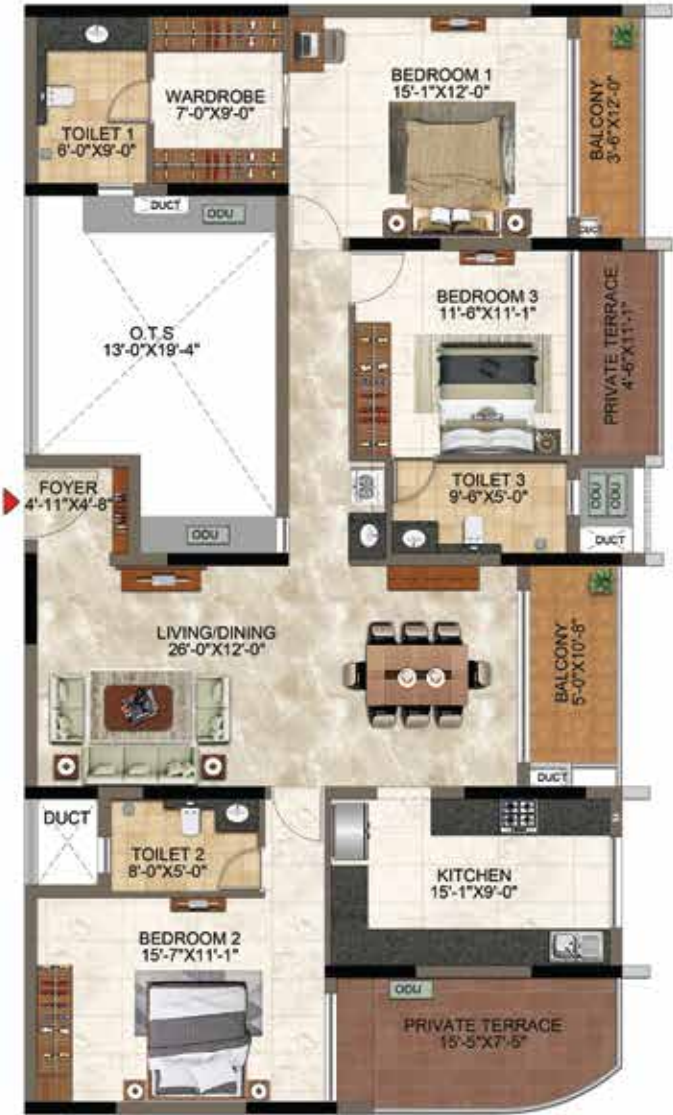 BEDROOM 1
15'-1"X12'-0"
WARDROBE
7'-0"X9'-0"
TOILET 1
6'-0"X9'-0"
BALCONY
3'-6"X12'-0"
DUCT
ODU
DUCT
BEDROOM 3
11'-6"X11'-1"
PRIVATE TERRACE
4'-6"X11'-1"
O.T.S
13'-0"X19'-4"
FOYER
4'-11"X4'-8"
TOILET 3
9'-6"X5'-0"
ODU
ODU
DUCT
ODU
LIVING/DINING
26'-0"X12'-0"
BALCONY
5'-0"X10'-8"
DUCT
DUCT
TOILET 2
8'-0"X5'-0"
KITCHEN
15'-1"X9'-0"
BEDROOM 2
15'-7"X11'-1"
ODU
PRIVATE TERRACE
15'-5"X7'-5"